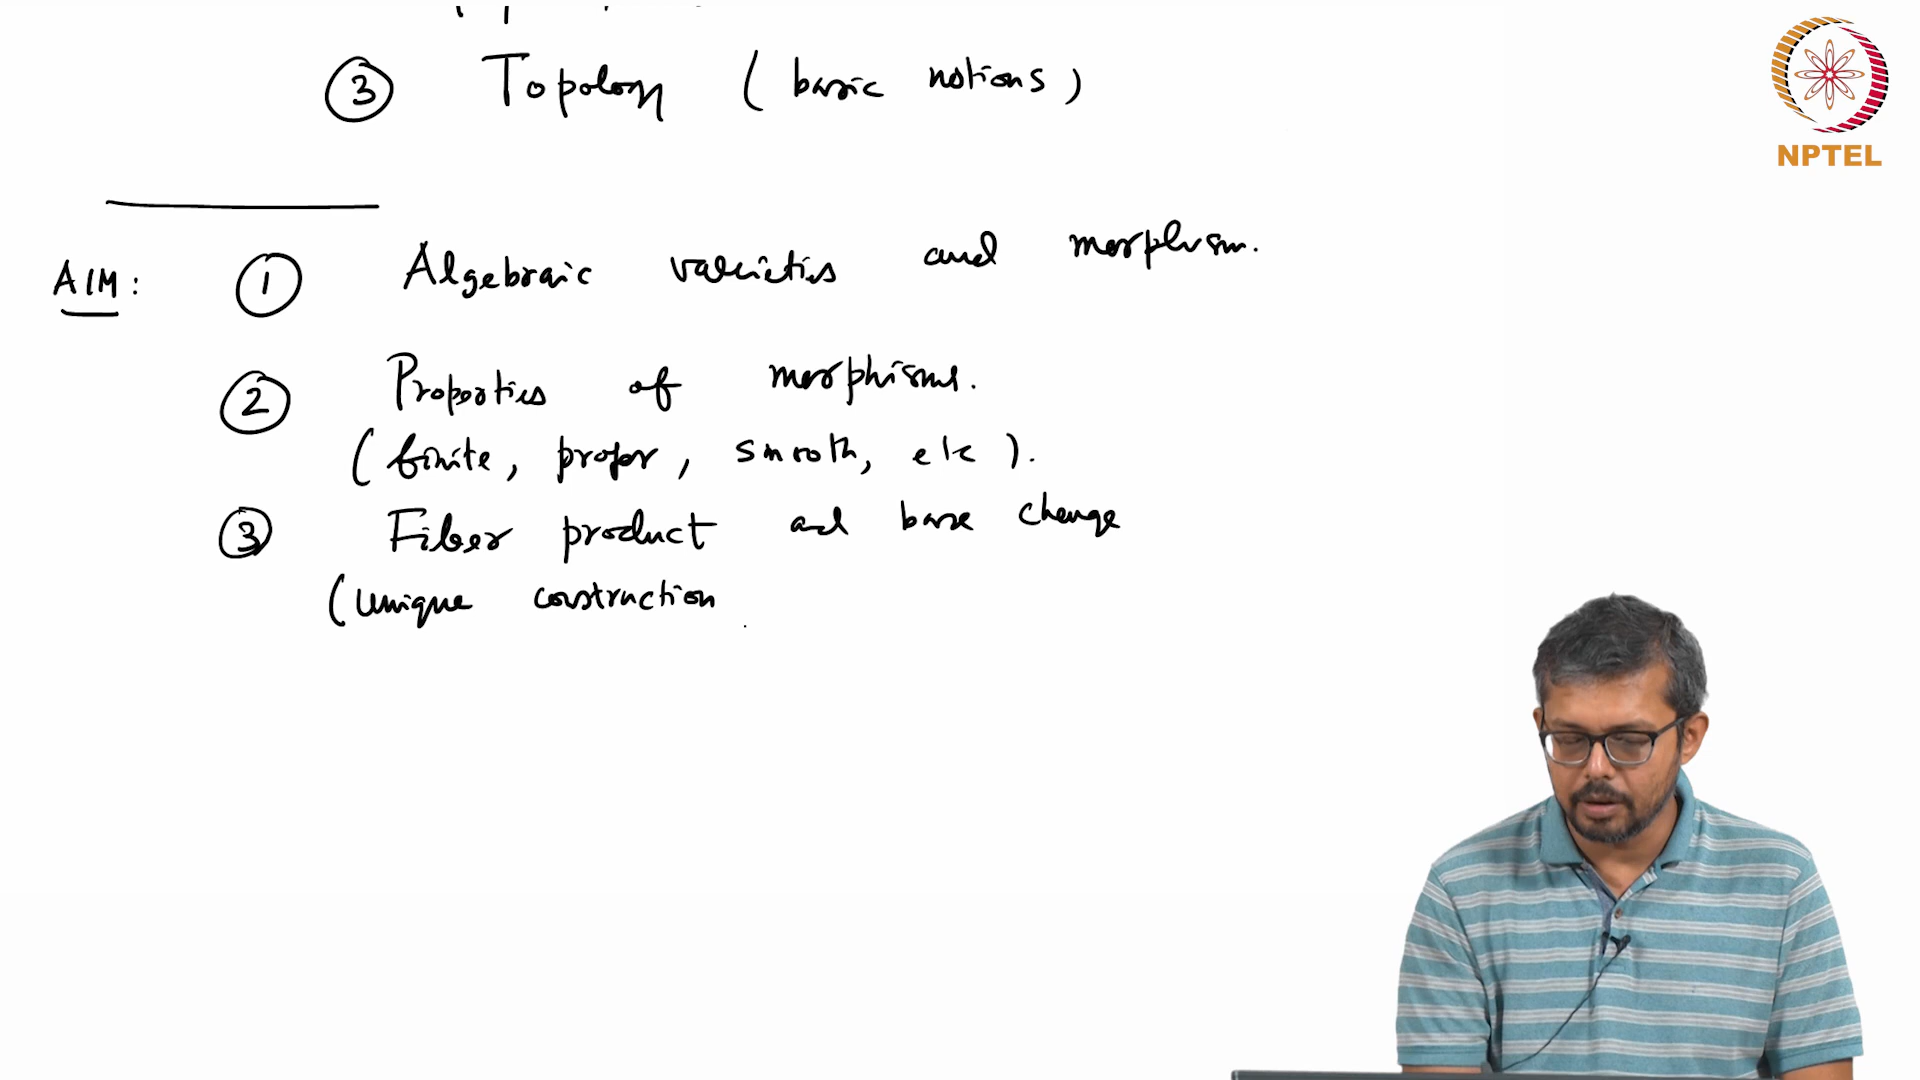 ③ Topology (basic notions)
NPTEL
AIM: ① Algebraic varieties and morphism.
② Properties of morphisms.
(finite, proper, smooth, etc).
③ Fiber product and base change
(unique construction